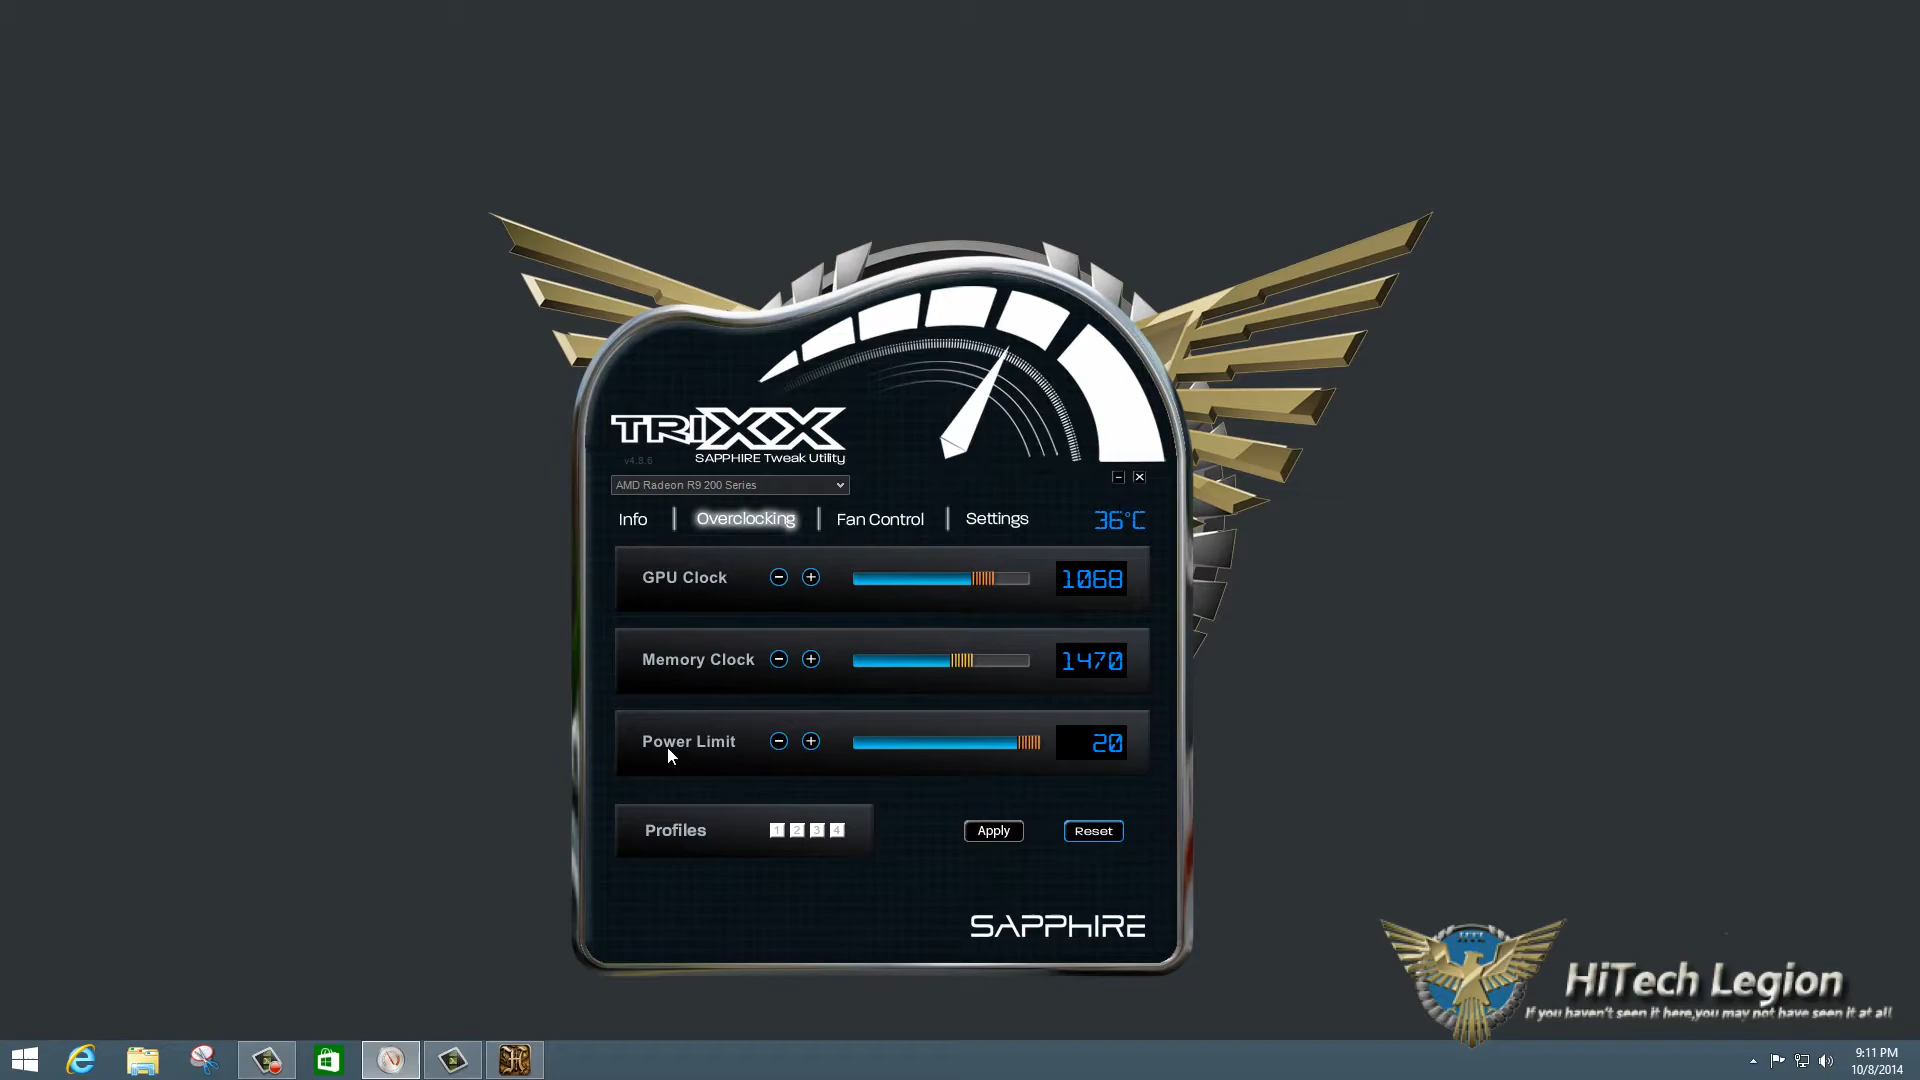 TRIXX
v4.8.6
SAPPHIRE Tweak Utility
AMD Radeon R9 200 Series
Info Overclocking Fan Control Settings 36°C
GPU Clock 1068
Memory Clock 1470
Power Limit 20
Profiles 1 2 3 4 Apply Reset
SAPPHIRE
HiTech Legion
If you haven't seen it here,you may not have seen it at all
9:11 PM
10/8/2014